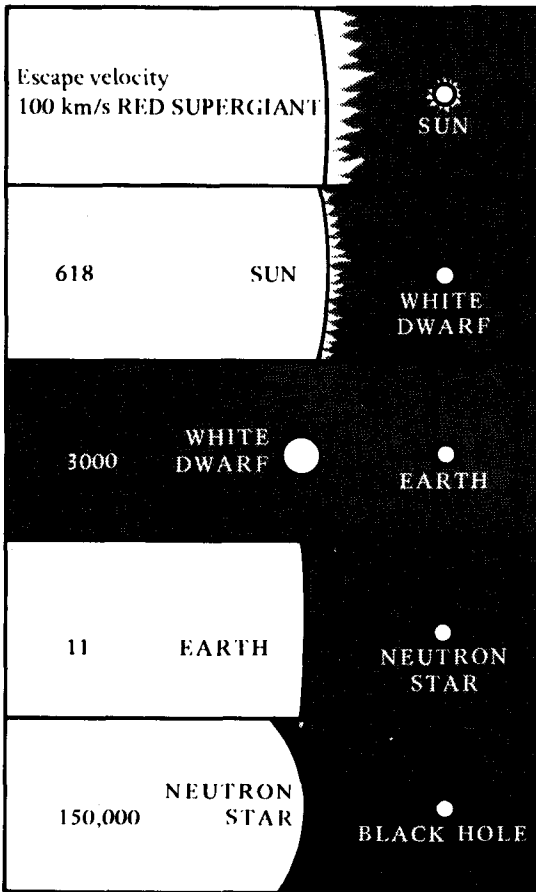 Escape velocity
100 km/s RED SUPERGIANT
SUN
618 SUN
WHITE
DWARF
3000 WHITE
DWARF
EARTH
11 EARTH
NEUTRON
STAR
150,000 NEUTRON
STAR
BLACK HOLE